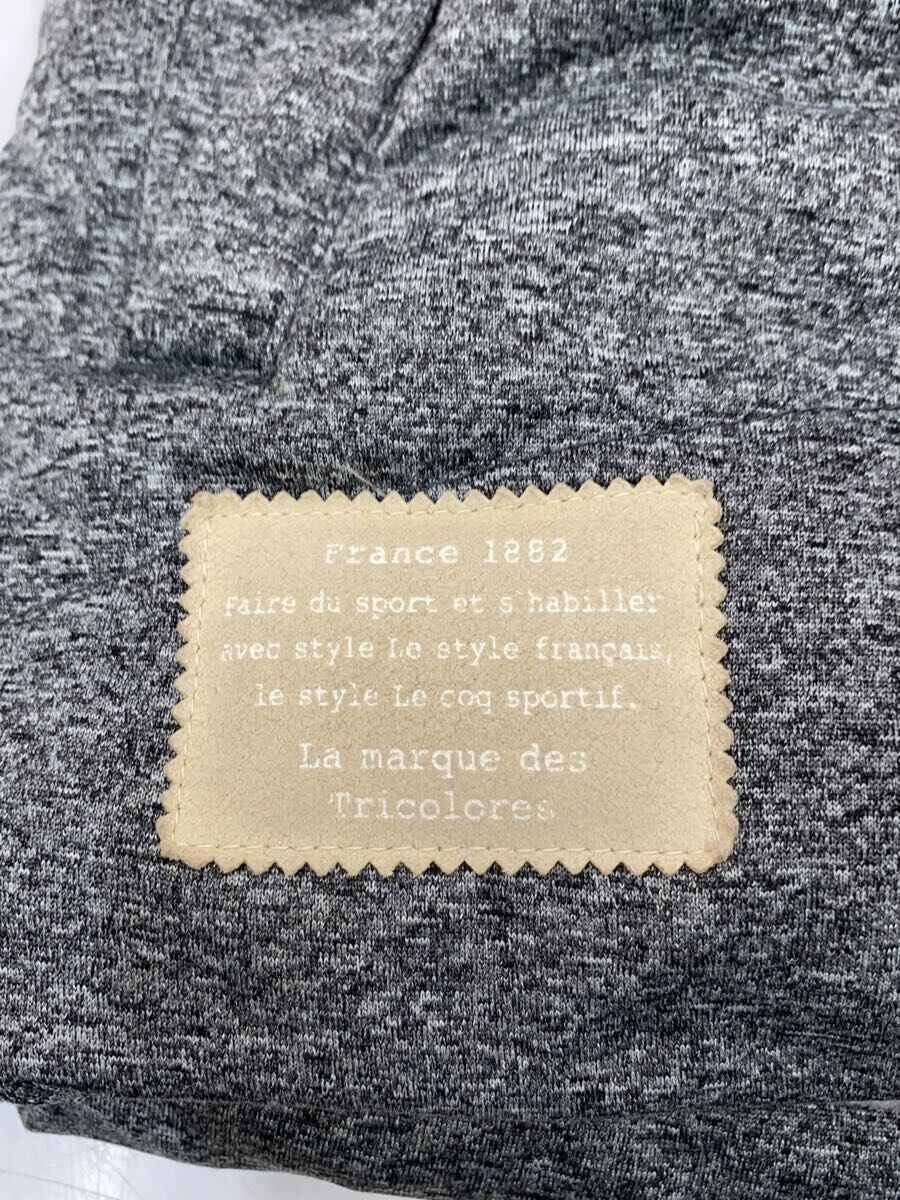 France 1882
Faire du sport et s'habiller
avec style Le style français,
le style Le coq sportif.
La marque des
Tricolores